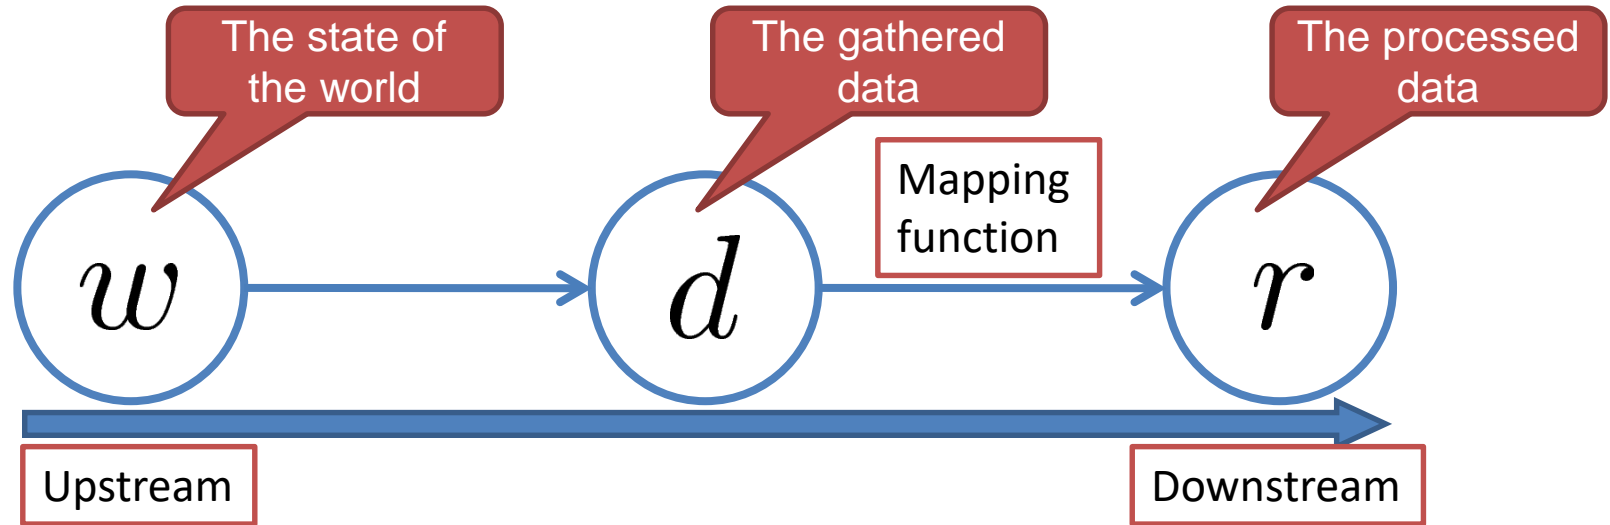 The state of
the world
The gathered
data
The processed
data
Mapping
function
w
d
r
Upstream
Downstream